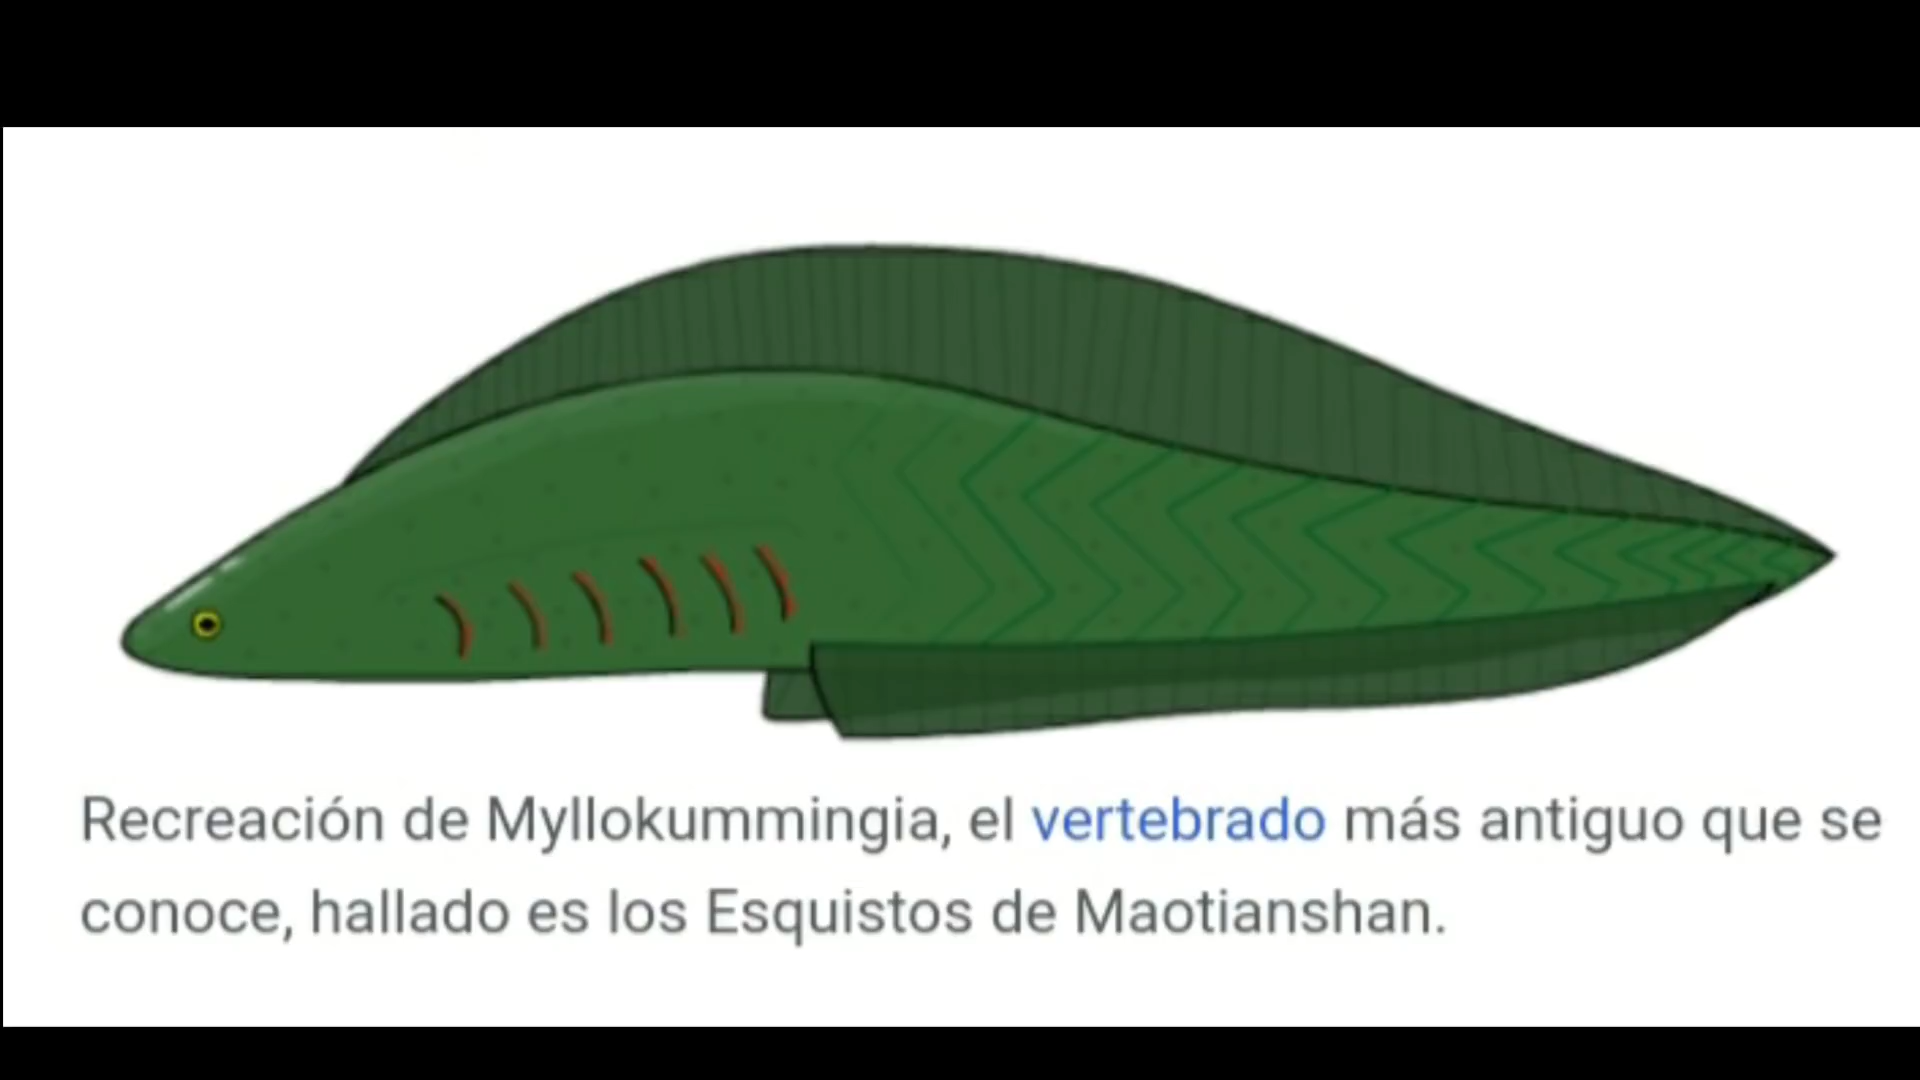 Recreación de Myllokummingia, el vertebrado más antiguo que se
conoce, hallado es los Esquistos de Maotianshan.